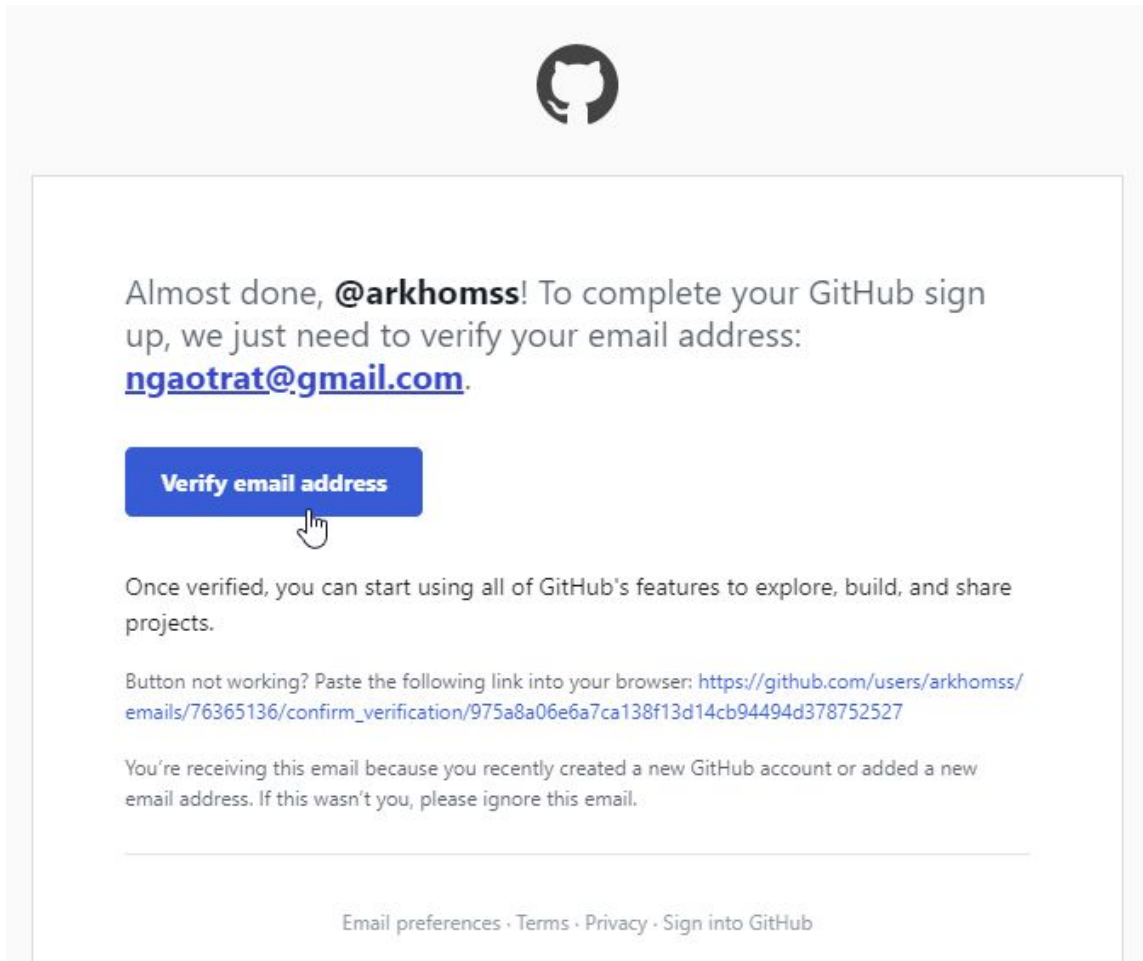 Almost done, @arkhomss! To complete your GitHub sign
up, we just need to verify your email address:
ngaotrat@gmail.com.
Verify email address
Once verified, you can start using all of GitHub's features to explore, build, and share
projects.
Button not working? Paste the following link into your browser: https://github.com/users/arkhomss/
emails/76365136/confirm_verification/975a8a06e6a7ca138f13d14cb94494d378752527
You’re receiving this email because you recently created a new GitHub account or added a new
email address. If this wasn’t you, please ignore this email.
Email preferences · Terms · Privacy · Sign into GitHub